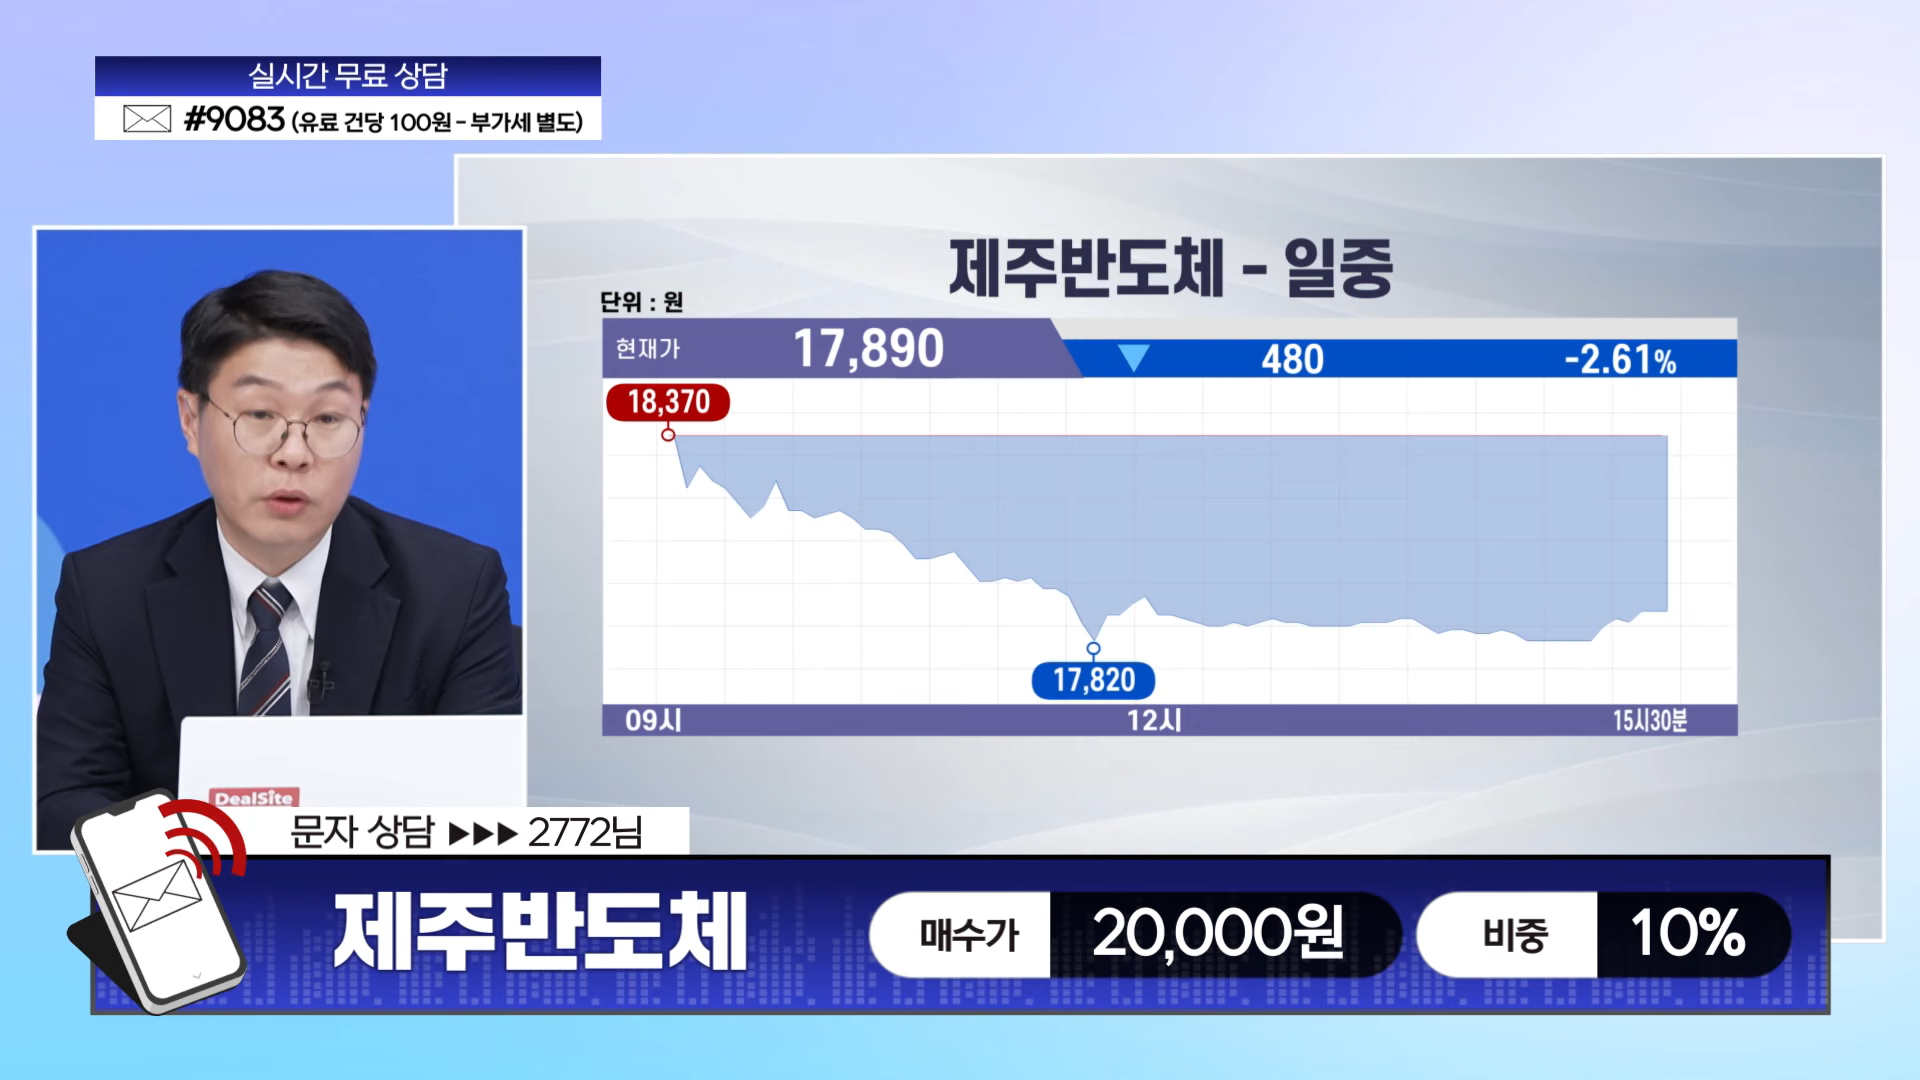 실시간 무료 상담
#9083 (유료 건당 100원 - 부가세 별도)
제주반도체 - 일중
단위 : 원
현재가 17,890 ▼ 480 -2.61%
18,370
17,820
09시 12시 15시30분
DealSite
문자 상담 ▶▶▶ 2772님
제주반도체 매수가 20,000원 비중 10%